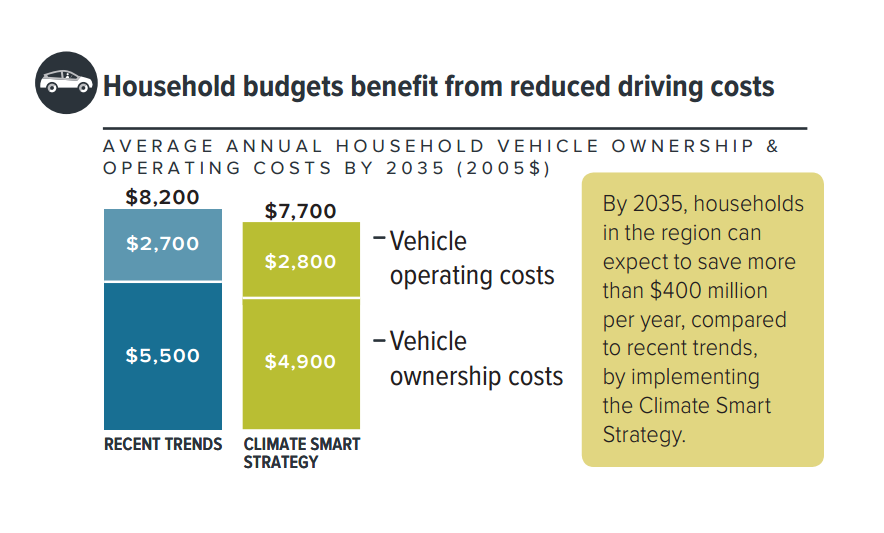 Household budgets benefit from reduced driving costs
AVERAGE ANNUAL HOUSEHOLD VEHICLE OWNERSHIP &
OPERATING COSTS BY 2035 (2005$)
$8,200
$2,700
$5,500
RECENT TRENDS
$7,700
$2,800
$4,900
CLIMATE SMART
STRATEGY
Vehicle
operating costs
Vehicle
ownership costs
By 2035, households
in the region can
expect to save more
than $400 million
per year, compared
to recent trends,
by implementing
the Climate Smart
Strategy.